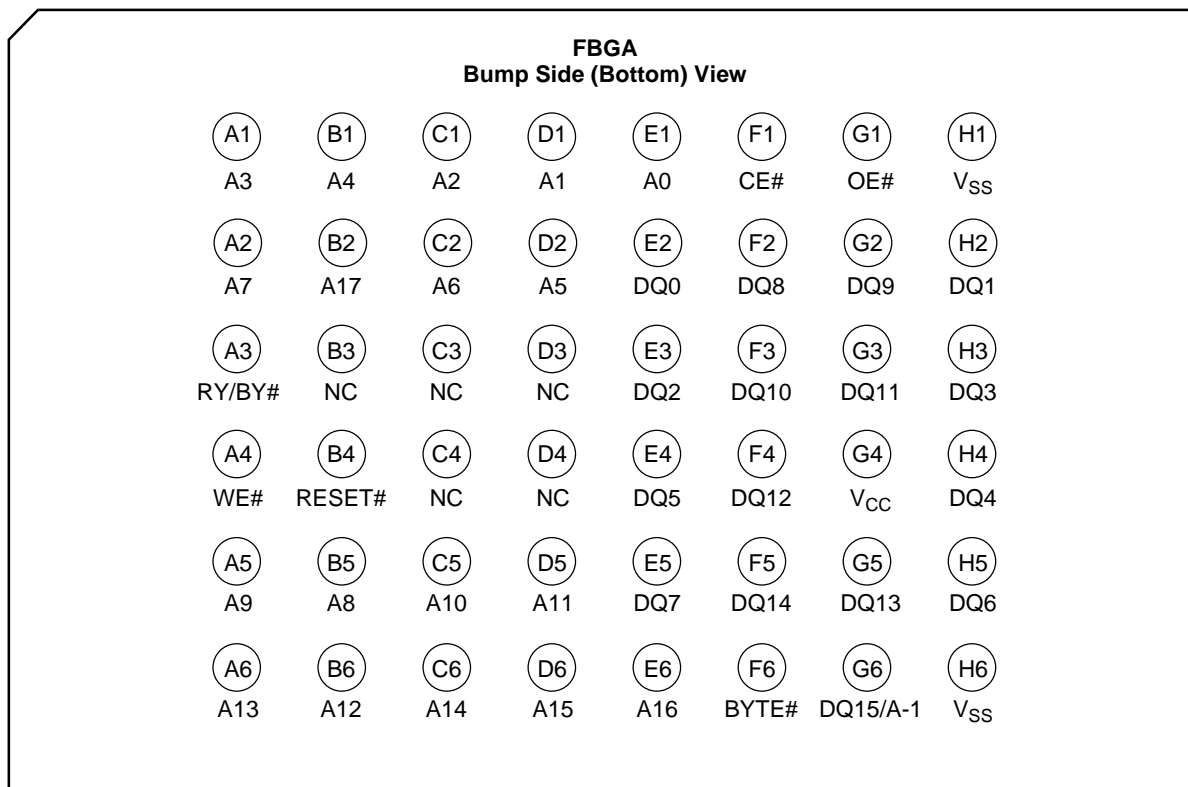 FBGA
Bump Side (Bottom) View
A1 B1 C1 D1 E1 F1 G1 H1
A3 A4 A2 A1 A0 CE# OE# VSS
A2 B2 C2 D2 E2 F2 G2 H2
A7 A17 A6 A5 DQ0 DQ8 DQ9 DQ1
A3 B3 C3 D3 E3 F3 G3 H3
RY/BY# NC NC NC DQ2 DQ10 DQ11 DQ3
A4 B4 C4 D4 E4 F4 G4 H4
WE# RESET# NC NC DQ5 DQ12 VCC DQ4
A5 B5 C5 D5 E5 F5 G5 H5
A9 A8 A10 A11 DQ7 DQ14 DQ13 DQ6
A6 B6 C6 D6 E6 F6 G6 H6
A13 A12 A14 A15 A16 BYTE# DQ15/A-1 VSS